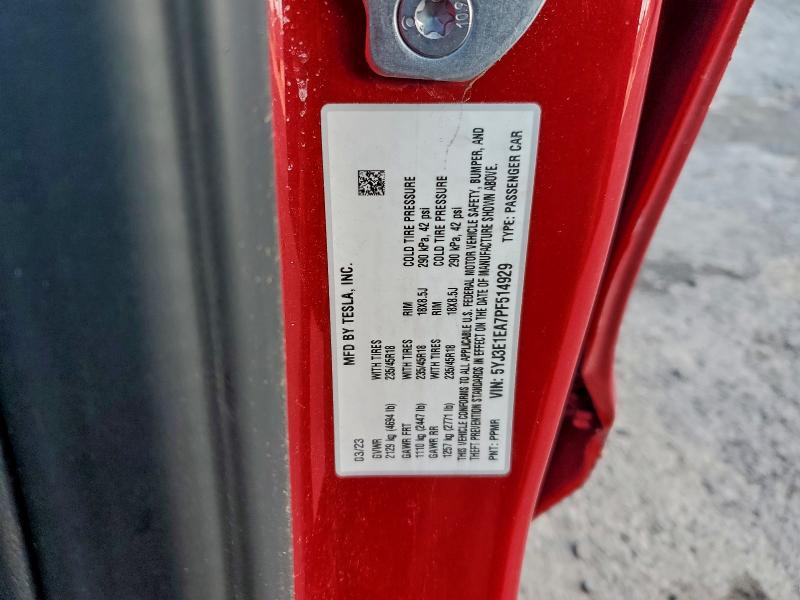 10.9
MFD BY TESLA, INC.
03/23
GVWR WITH TIRES
2129 kg (4694 lb) 235/45R18
GAWR FRT WITH TIRES RIM COLD TIRE PRESSURE
1110 kg (2447 lb) 235/45R18 18X8.5J 290 kPa, 42 psi
GAWR RR WITH TIRES RIM COLD TIRE PRESSURE
1257 kg (2771 lb) 235/45R18 18X8.5J 290 kPa, 42 psi
THIS VEHICLE CONFORMS TO ALL APPLICABLE U.S. FEDERAL MOTOR VEHICLE SAFETY, BUMPER, AND
THEFT PREVENTION STANDARDS IN EFFECT ON THE DATE OF MANUFACTURE SHOWN ABOVE.
PNT: PPMR VIN: 5YJ3E1EA7PF514929 TYPE: PASSENGER CAR